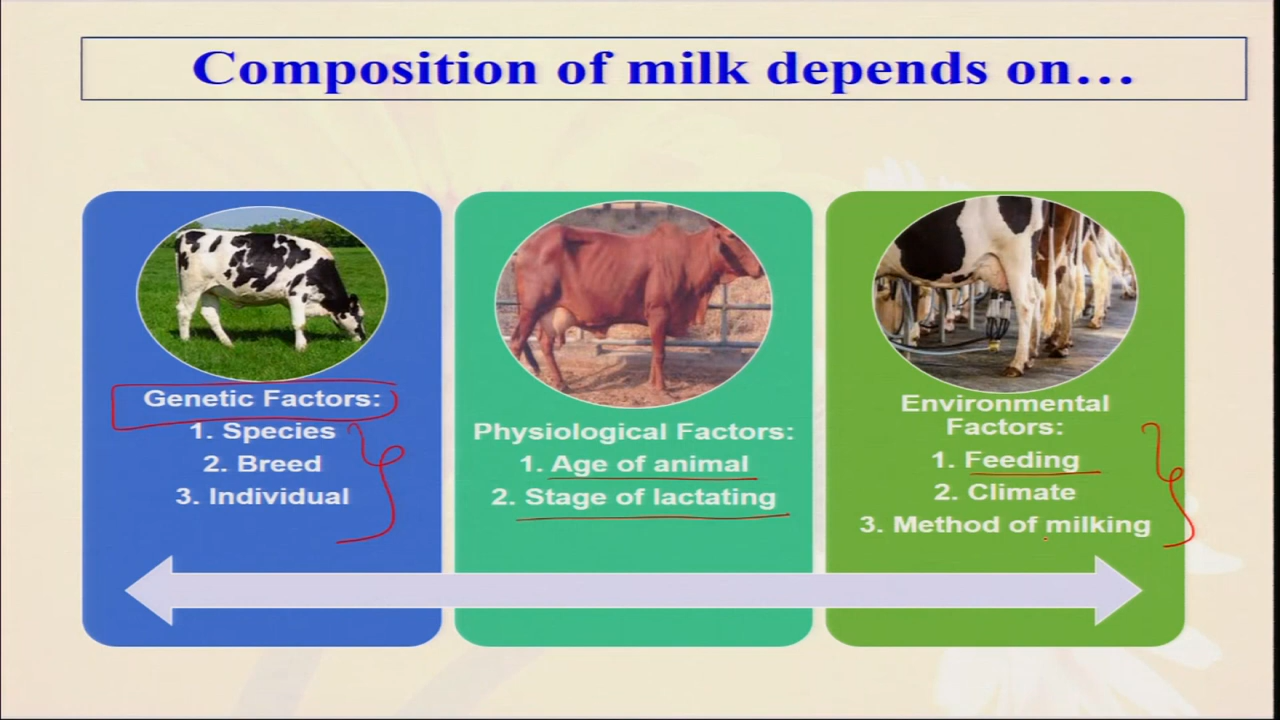 Composition of milk depends on…
Genetic Factors:
1. Species
2. Breed
3. Individual
Physiological Factors:
1. Age of animal
2. Stage of lactating
Environmental
Factors:
1. Feeding
2. Climate
3. Method of milking